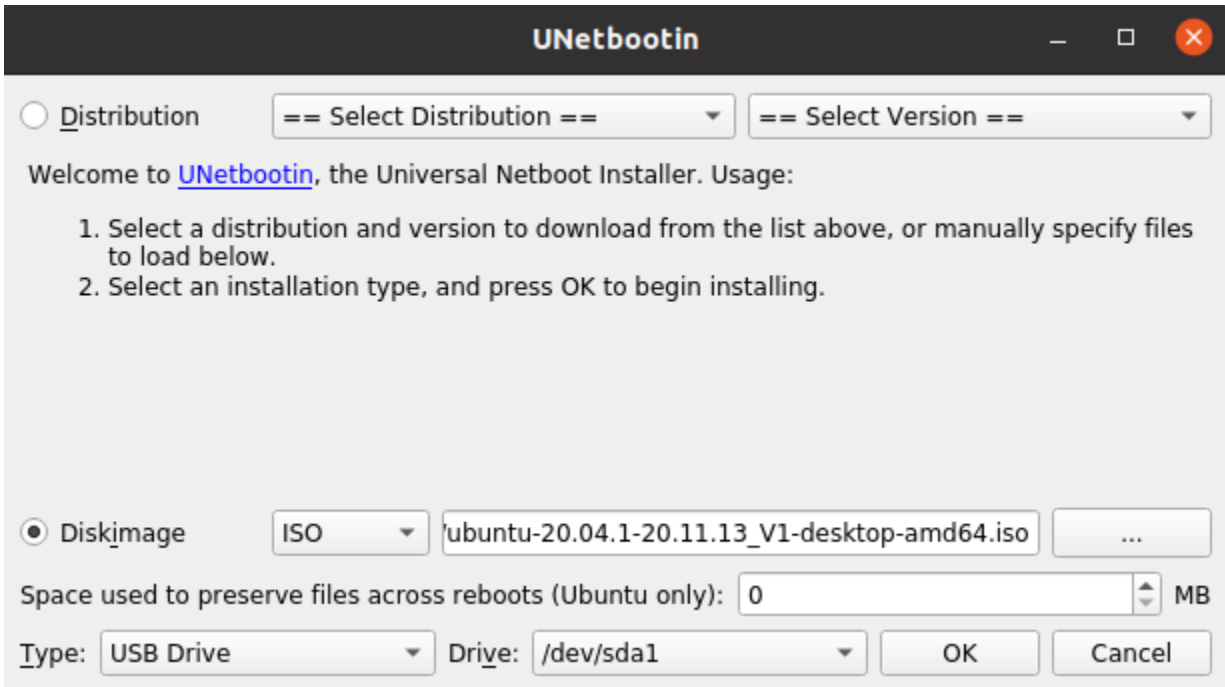 UNetbootin
Distribution == Select Distribution == == Select Version ==
Welcome to UNetbootin, the Universal Netboot Installer. Usage:
1. Select a distribution and version to download from the list above, or manually specify files
to load below.
2. Select an installation type, and press OK to begin installing.
Diskimage ISO /ubuntu-20.04.1-20.11.13_V1-desktop-amd64.iso ...
Space used to preserve files across reboots (Ubuntu only): 0 MB
Type: USB Drive Drive: /dev/sda1 OK Cancel